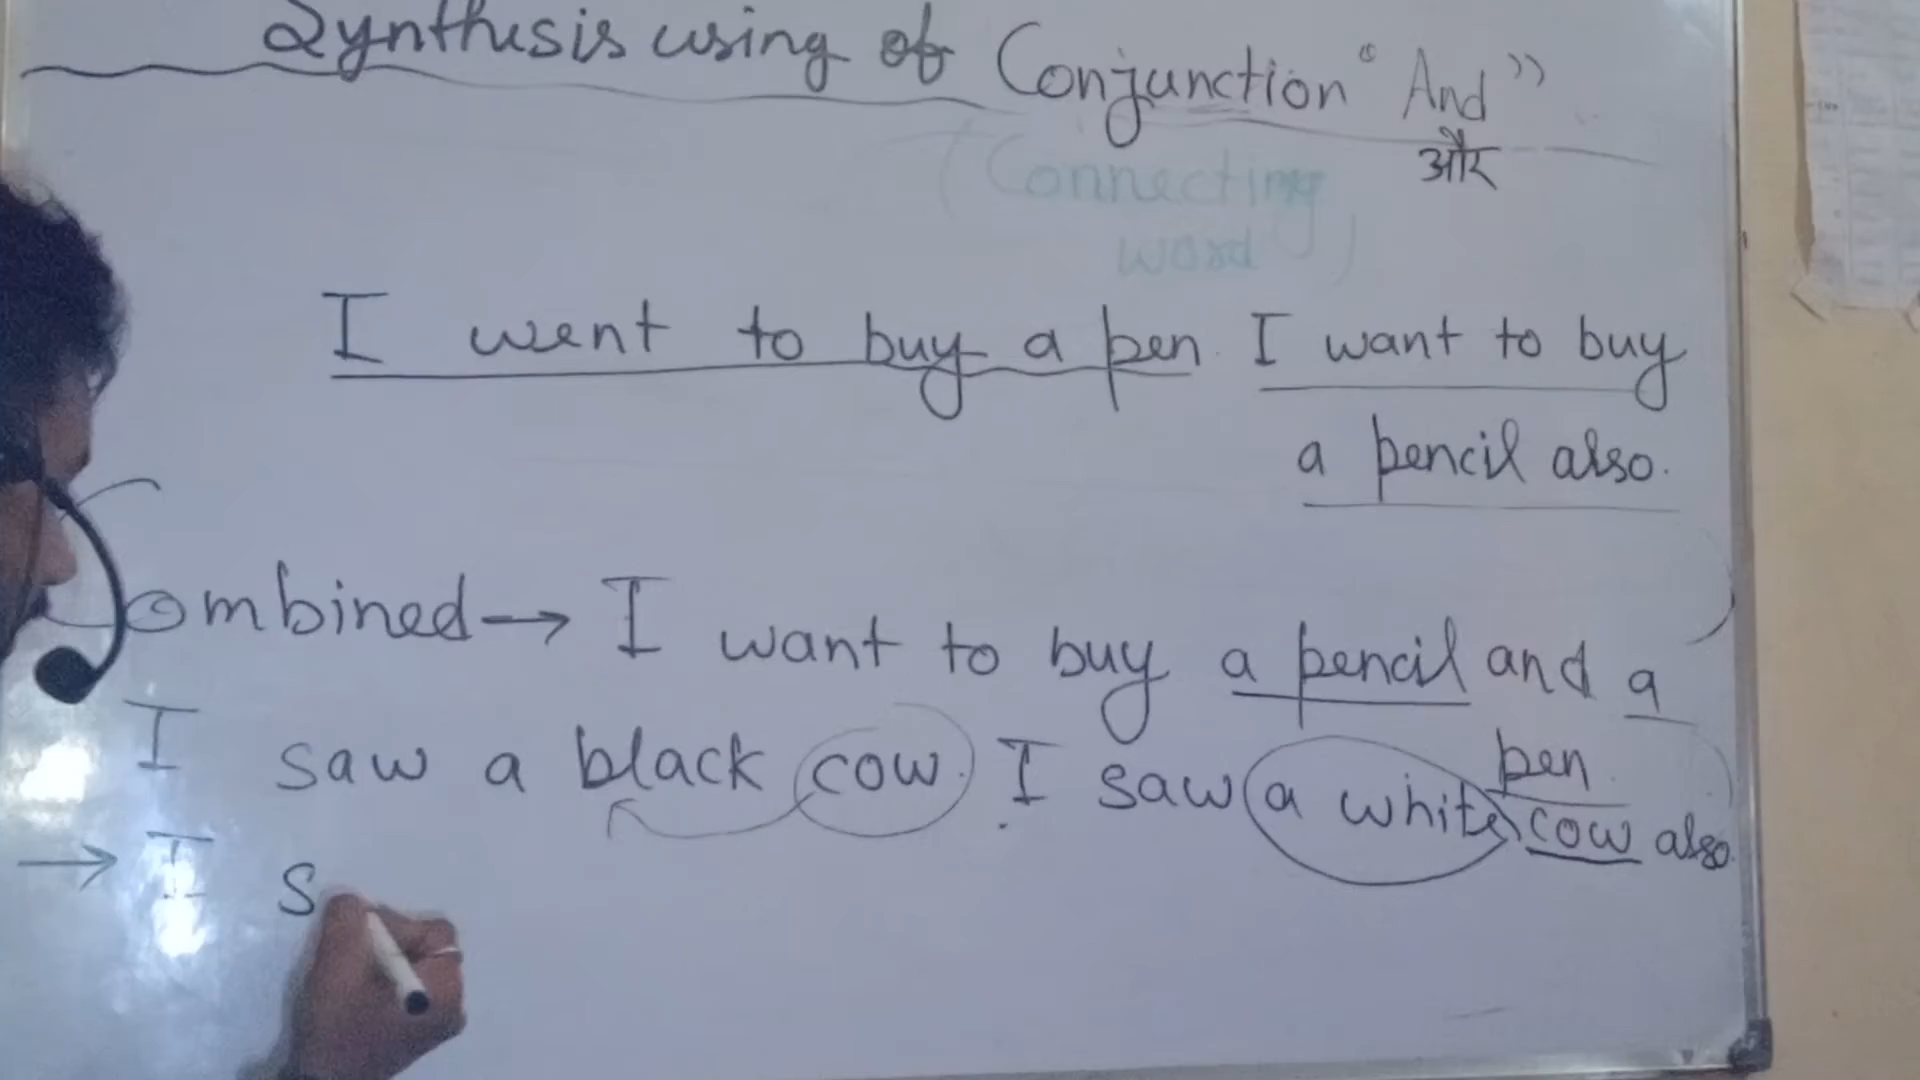 Synthesis using of Conjunction "And"
और
(Connecting
word)
I went to buy a pen. I want to buy
a pencil also.
Combined → I want to buy a pencil and a
pen.
I saw a black cow. I saw a white cow also.
→ I s